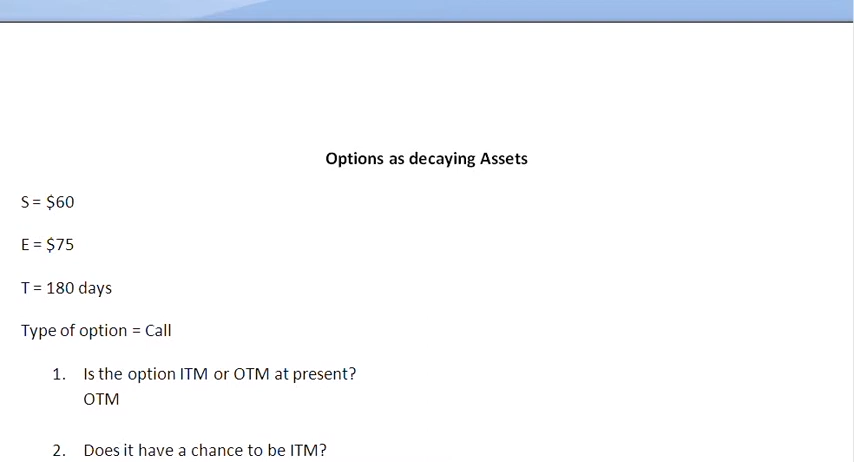 Options as decaying Assets
S = $60
E = $75
T = 180 days
Type of option = Call
1. Is the option ITM or OTM at present?
OTM
2. Does it have a chance to be ITM?